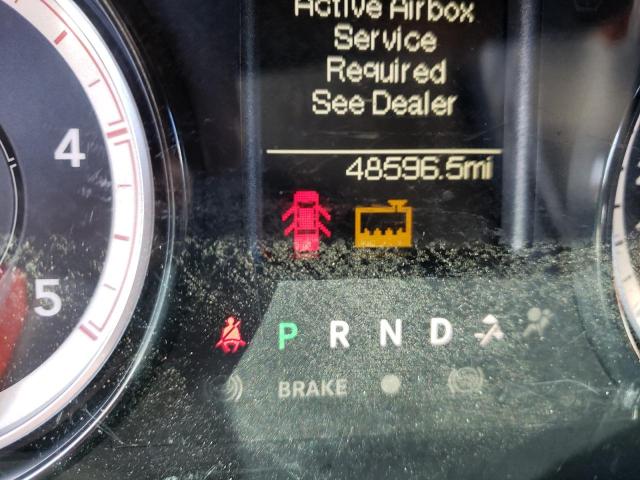 Active Airbox
Service
Required
See Dealer
48596.5mi
4
5
P R N D
BRAKE